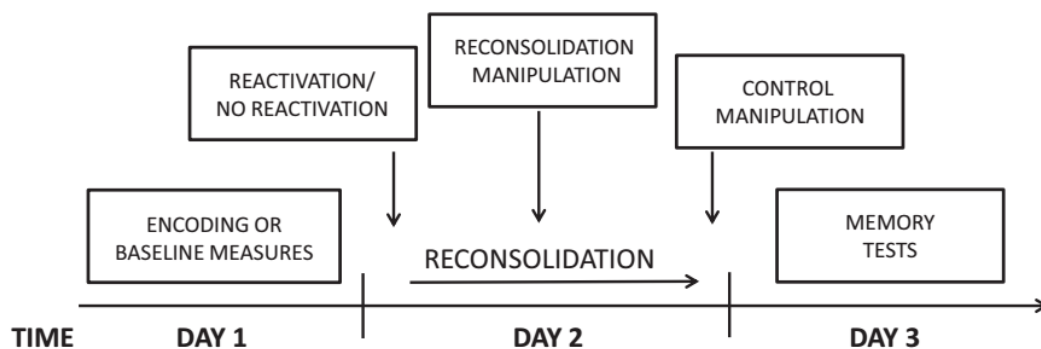 RECONSOLIDATION
MANIPULATION
REACTIVATION/
NO REACTIVATION
CONTROL
MANIPULATION
ENCODING OR
BASELINE MEASURES
MEMORY
TESTS
RECONSOLIDATION
TIME DAY 1 DAY 2 DAY 3